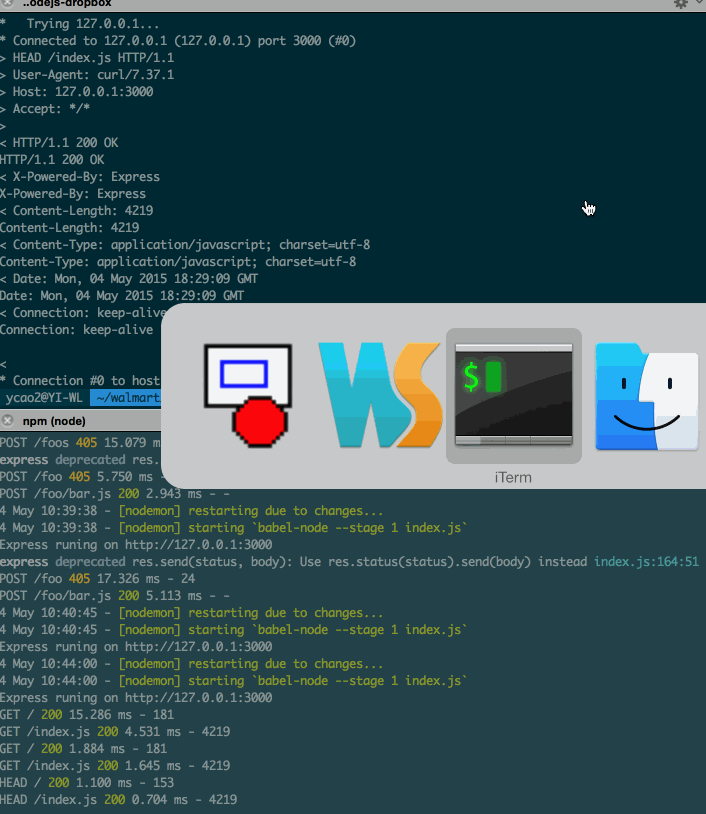 ..odejs-dropbox
* Trying 127.0.0.1...
* Connected to 127.0.0.1 (127.0.0.1) port 3000 (#0)
> HEAD /index.js HTTP/1.1
> User-Agent: curl/7.37.1
> Host: 127.0.0.1:3000
> Accept: */*
>
< HTTP/1.1 200 OK
HTTP/1.1 200 OK
< X-Powered-By: Express
X-Powered-By: Express
< Content-Length: 4219
Content-Length: 4219
< Content-Type: application/javascript; charset=utf-8
Content-Type: application/javascript; charset=utf-8
< Date: Mon, 04 May 2015 18:29:09 GMT
Date: Mon, 04 May 2015 18:29:09 GMT
< Connection: keep-alive
Connection: keep-alive
<
* Connection #0 to host
ycao2@YI-WL ~/walmart
WS
$
iTerm
npm (node)
POST /foos 405 15.079 m
express deprecated res.
POST /foo 405 5.750 ms -
POST /foo/bar.js 200 2.943 ms - -
4 May 10:39:38 - [nodemon] restarting due to changes...
4 May 10:39:38 - [nodemon] starting `babel-node --stage 1 index.js`
Express runing on http://127.0.0.1:3000
express deprecated res.send(status, body): Use res.status(status).send(body) instead index.js:164:51
POST /foo 405 17.326 ms - 24
POST /foo/bar.js 200 5.113 ms - -
4 May 10:40:45 - [nodemon] restarting due to changes...
4 May 10:40:45 - [nodemon] starting `babel-node --stage 1 index.js`
Express runing on http://127.0.0.1:3000
4 May 10:44:00 - [nodemon] restarting due to changes...
4 May 10:44:00 - [nodemon] starting `babel-node --stage 1 index.js`
Express runing on http://127.0.0.1:3000
GET / 200 15.286 ms - 181
GET /index.js 200 4.531 ms - 4219
GET / 200 1.884 ms - 181
GET /index.js 200 1.645 ms - 4219
HEAD / 200 1.100 ms - 153
HEAD /index.js 200 0.704 ms - 4219